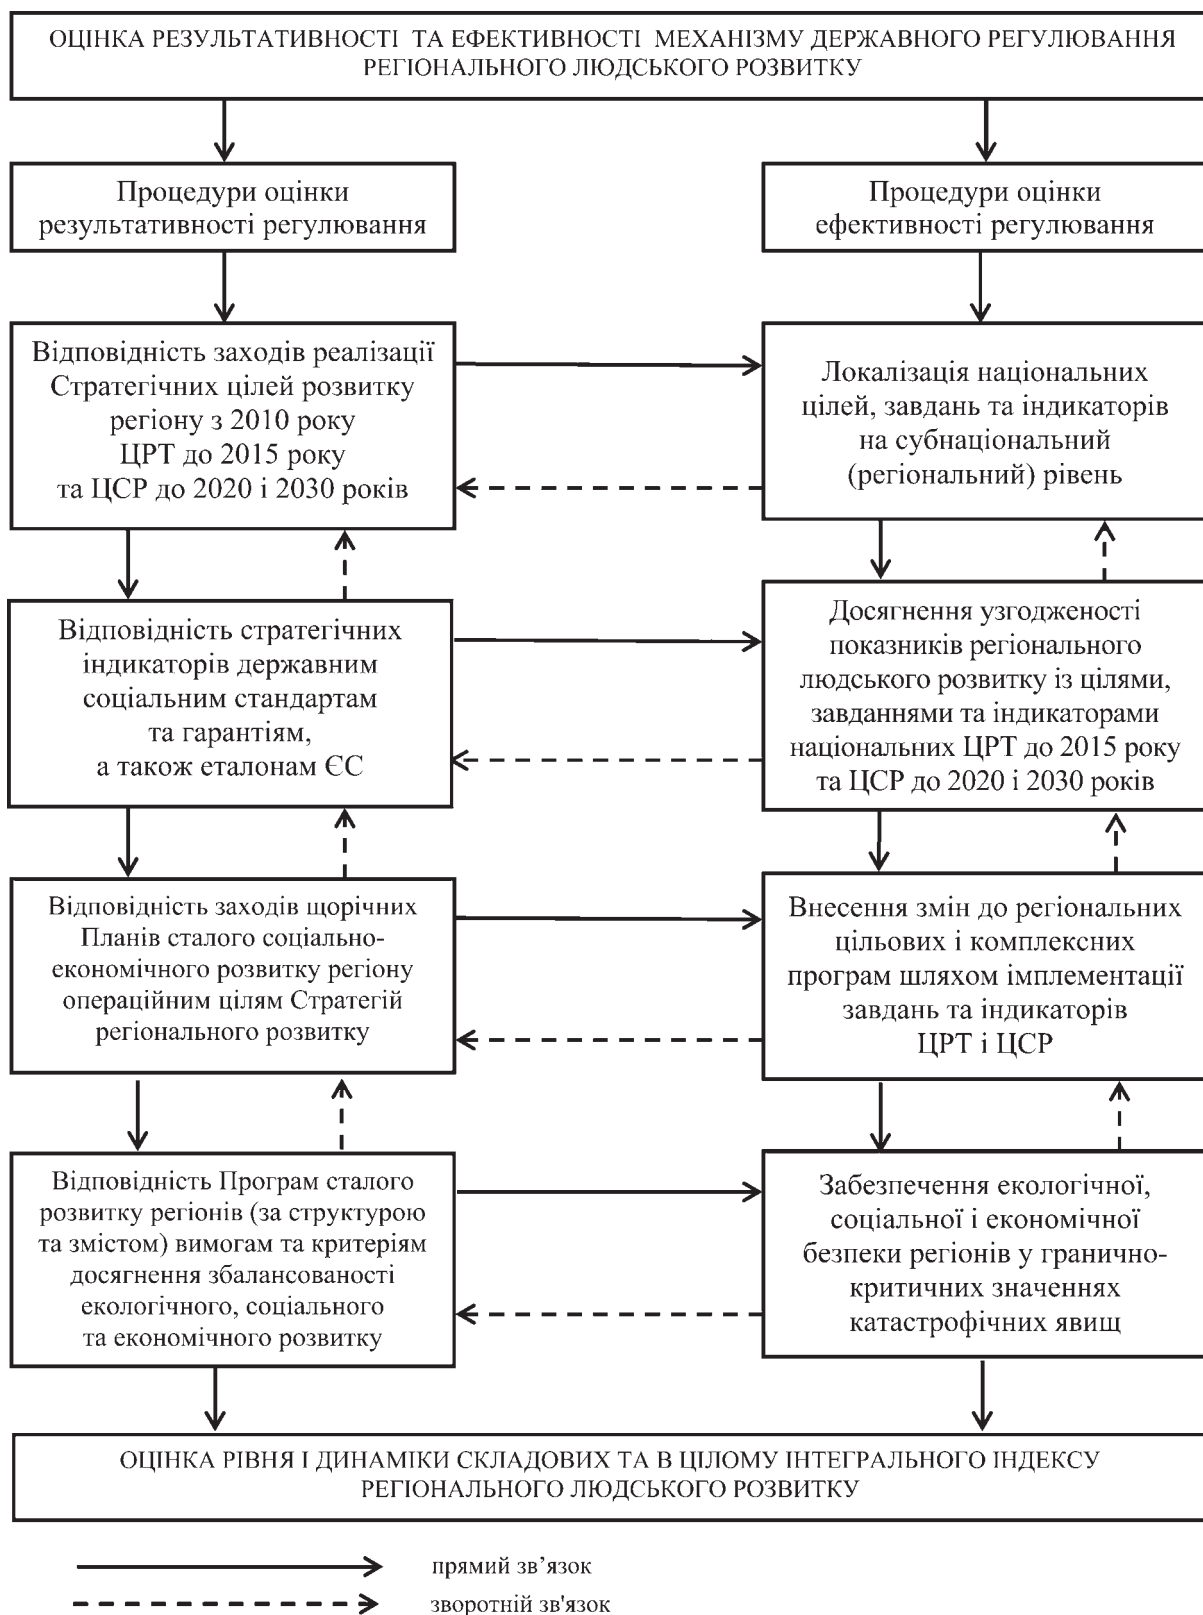 ОЦІНКА РЕЗУЛЬТАТИВНОСТІ ТА ЕФЕКТИВНОСТІ МЕХАНІЗМУ ДЕРЖАВНОГО РЕГУЛЮВАННЯ
РЕГІОНАЛЬНОГО ЛЮДСЬКОГО РОЗВИТКУ
Процедури оцінки
результативності регулювання
Процедури оцінки
ефективності регулювання
Відповідність заходів реалізації
Стратегічних цілей розвитку
регіону з 2010 року
ЦРТ до 2015 року
та ЦСР до 2020 і 2030 років
Локалізація національних
цілей, завдань та індикаторів
на субнаціональний
(регіональний) рівень
Відповідність стратегічних
індикаторів державним
соціальним стандартам
та гарантіям,
а також еталонам ЄС
Досягнення узгодженості
показників регіонального
людського розвитку із цілями,
завданнями та індикаторами
національних ЦРТ до 2015 року
та ЦСР до 2020 і 2030 років
Відповідність заходів щорічних
Планів сталого соціально-
економічного розвитку регіону
операційним цілям Стратегій
регіонального розвитку
Внесення змін до регіональних
цільових і комплексних
програм шляхом імплементації
завдань та індикаторів
ЦРТ і ЦСР
Відповідність Програм сталого
розвитку регіонів (за структурою
та змістом) вимогам та критеріям
досягнення збалансованості
екологічного, соціального
та економічного розвитку
Забезпечення екологічної,
соціальної і економічної
безпеки регіонів у гранично-
критичних значеннях
катастрофічних явищ
ОЦІНКА РІВНЯ І ДИНАМІКИ СКЛАДОВИХ ТА В ЦІЛОМУ ІНТЕГРАЛЬНОГО ІНДЕКСУ
РЕГІОНАЛЬНОГО ЛЮДСЬКОГО РОЗВИТКУ
прямий зв’язок
зворотній зв'язок